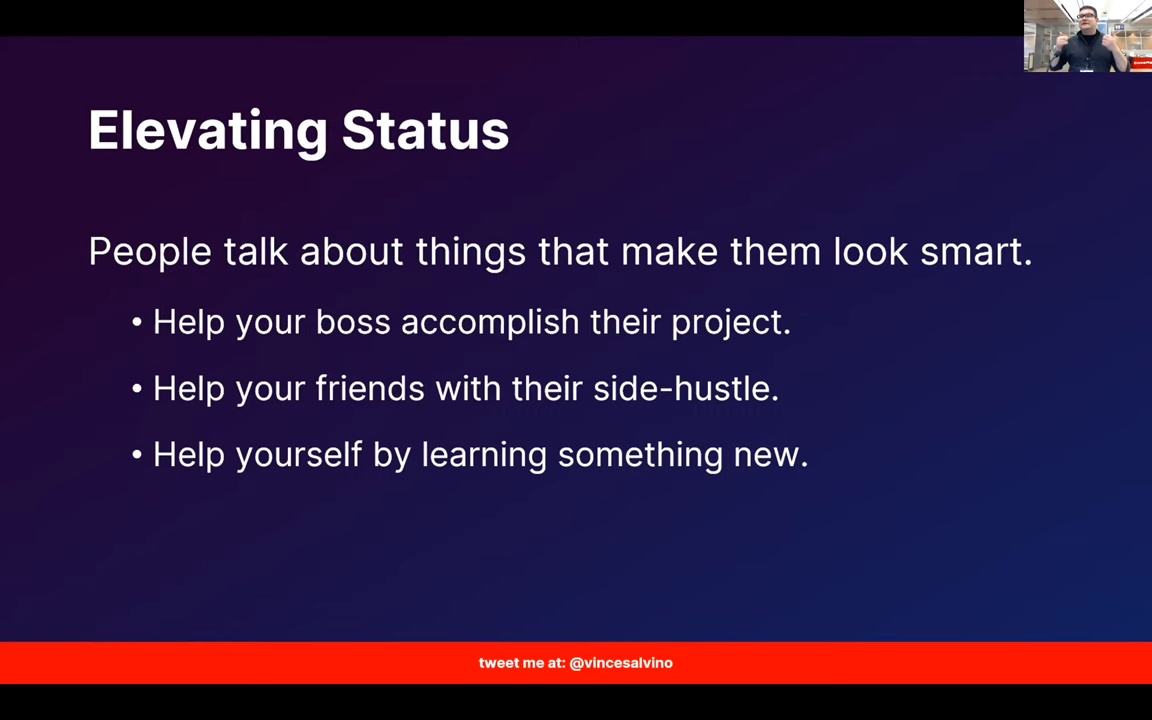 Elevating Status
People talk about things that make them look smart.
• Help your boss accomplish their project.
• Help your friends with their side-hustle.
• Help yourself by learning something new.
tweet me at: @vincesalvino